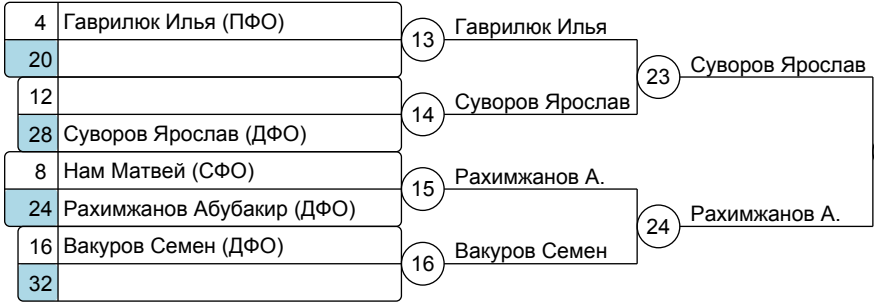 4 Гаврилюк Илья (ПФО)
20
13 Гаврилюк Илья
12
28 Суворов Ярослав (ДФО)
14 Суворов Ярослав
23 Суворов Ярослав
8 Нам Матвей (СФО)
24 Рахимжанов Абубакир (ДФО)
15 Рахимжанов А.
16 Вакуров Семен (ДФО)
32
16 Вакуров Семен
24 Рахимжанов А.